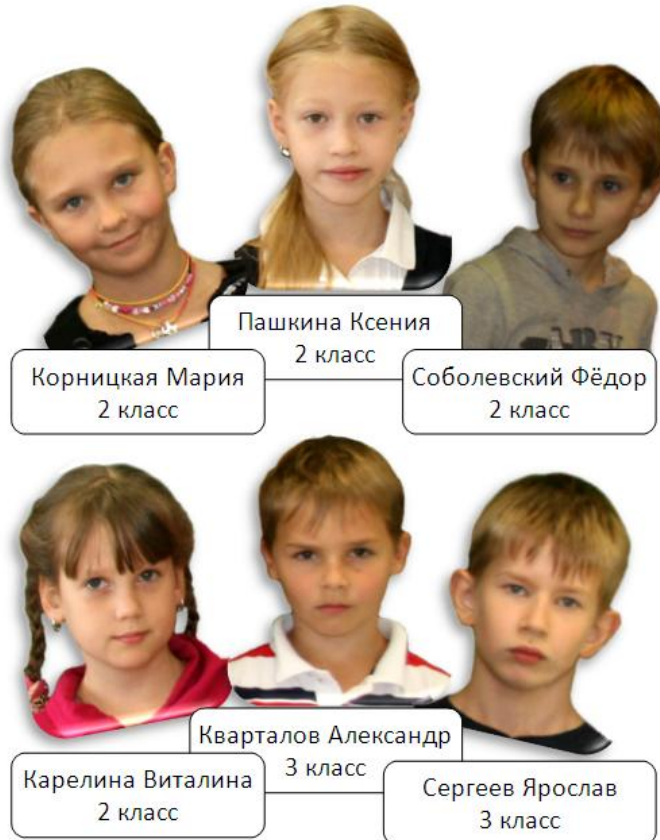 Пашкина Ксения
2 класс
Корницкая Мария
2 класс
Соболевский Фёдор
2 класс
Кварталов Александр
3 класс
Карелина Виталина
2 класс
Сергеев Ярослав
3 класс